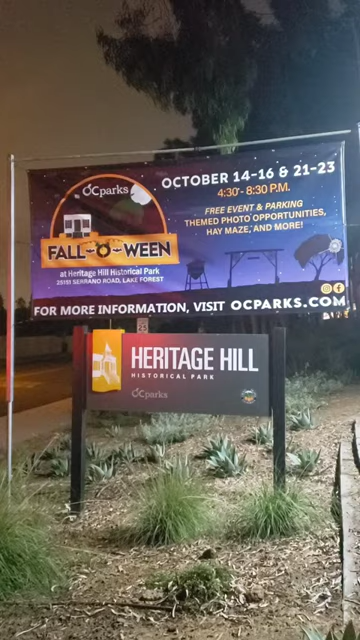 OCparks
FALL-O-WEEN
at Heritage Hill Historical Park
25151 SERRANO ROAD, LAKE FOREST
OCTOBER 14-16 & 21-23
4:30 - 8:30 P.M.
FREE EVENT & PARKING
THEMED PHOTO OPPORTUNITIES,
HAY MAZE, AND MORE!
FOR MORE INFORMATION, VISIT OCPARKS.COM
25
HERITAGE HILL
HISTORICAL PARK
OCparks